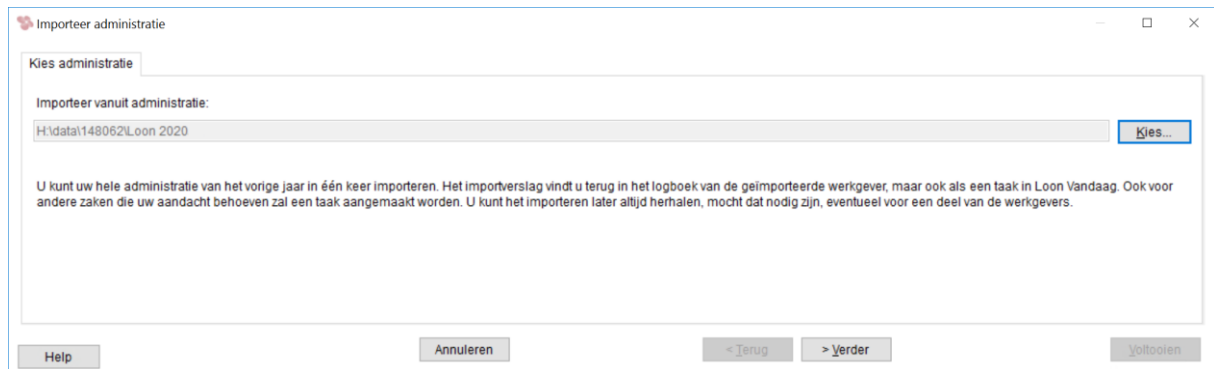 Importeer administratie
Kies administratie
Importeer vanuit administratie:
H:\data\148062\Loon 2020
Kies...
U kunt uw hele administratie van het vorige jaar in één keer importeren. Het importverslag vindt u terug in het logboek van de geïmporteerde werkgever, maar ook als een taak in Loon Vandaag. Ook voor
andere zaken die uw aandacht behoeven zal een taak aangemaakt worden. U kunt het importeren later altijd herhalen, mocht dat nodig zijn, eventueel voor een deel van de werkgevers.
Help
Annuleren
< Terug
> Verder
Voltooien